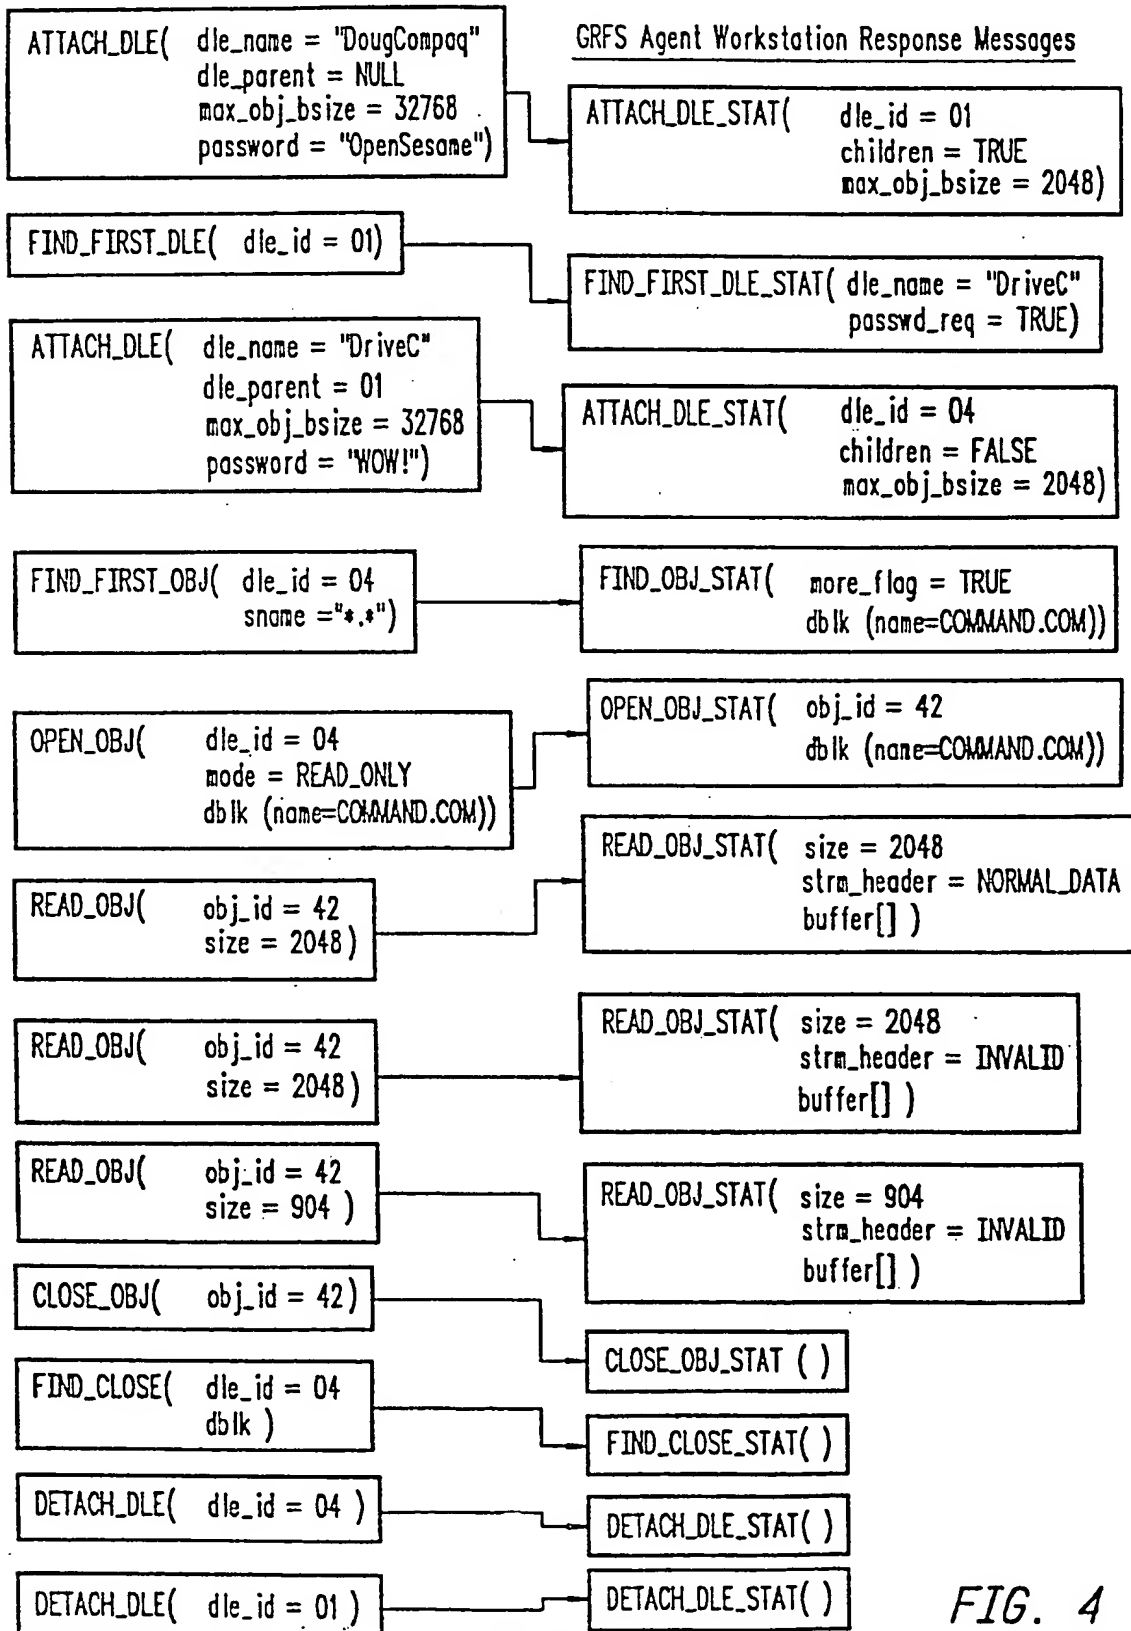 GRFS Agent Workstation Response Messages
ATTACH_DLE( dle_name = "DougCompaq"
dle_parent = NULL
max_obj_bsize = 32768
password = "OpenSesame")
ATTACH_DLE_STAT( dle_id = 01
children = TRUE
max_obj_bsize = 2048)
FIND_FIRST_DLE( dle_id = 01)
FIND_FIRST_DLE_STAT( dle_name = "DriveC"
passwd_req = TRUE)
ATTACH_DLE( dle_name = "DriveC"
dle_parent = 01
max_obj_bsize = 32768
password = "WOW!")
ATTACH_DLE_STAT( dle_id = 04
children = FALSE
max_obj_bsize = 2048)
FIND_FIRST_OBJ( dle_id = 04
sname ="*.*")
FIND_OBJ_STAT( more_flag = TRUE
dblk (name=COMMAND.COM))
OPEN_OBJ( dle_id = 04
mode = READ_ONLY
dblk (name=COMMAND.COM))
OPEN_OBJ_STAT( obj_id = 42
dblk (name=COMMAND.COM))
READ_OBJ( obj_id = 42
size = 2048)
READ_OBJ_STAT( size = 2048
strm_header = NORMAL_DATA
buffer[] )
READ_OBJ( obj_id = 42
size = 2048)
READ_OBJ_STAT( size = 2048
strm_header = INVALID
buffer[] )
READ_OBJ( obj_id = 42
size = 904 )
READ_OBJ_STAT( size = 904
strm_header = INVALID
buffer[] )
CLOSE_OBJ( obj_id = 42)
CLOSE_OBJ_STAT ( )
FIND_CLOSE( dle_id = 04
dblk )
FIND_CLOSE_STAT( )
DETACH_DLE( dle_id = 04 )
DETACH_DLE_STAT( )
DETACH_DLE( dle_id = 01 )
DETACH_DLE_STAT( )
FIG. 4